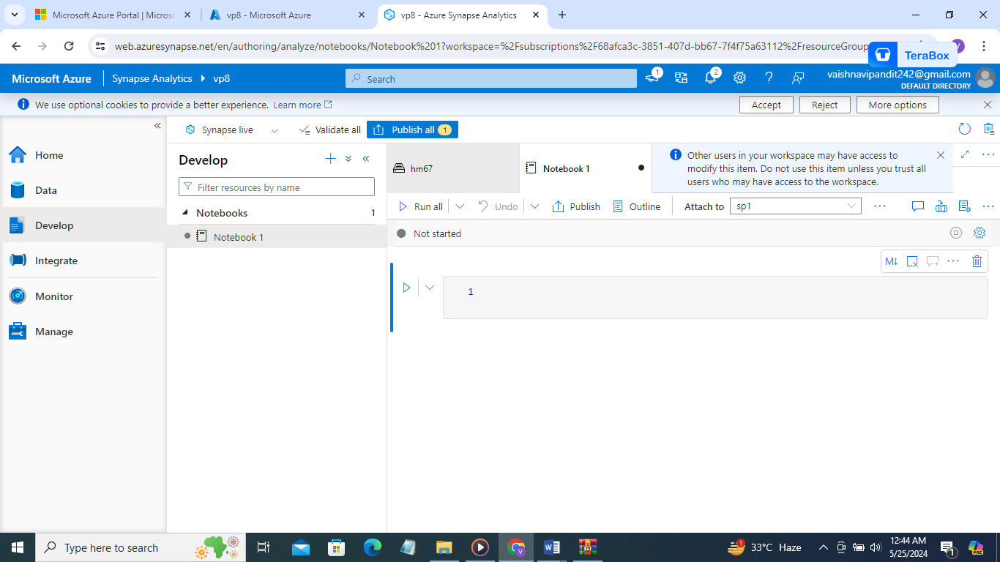 Microsoft Azure Portal | Micros
vp8 - Microsoft Azure
vp8 - Azure Synapse Analytics
web.azuresynapse.net/en/authoring/analyze/notebooks/Notebook%201?workspace=%2Fsubscriptions%2F68afca3c-3851-407d-bb67-7f4f75a63112%2FresourceGroup
V
TeraBox
Microsoft Azure
Synapse Analytics
vp8
Search
1
2
vaishnavipandit242@gmail.com
DEFAULT DIRECTORY
We use optional cookies to provide a better experience. Learn more
Accept
Reject
More options
Synapse live
Validate all
Publish all 1
Home
Data
Develop
Integrate
Monitor
Manage
Develop
Filter resources by name
Notebooks 1
Notebook 1
hm67
Notebook 1
Other users in your workspace may have access to
modify this item. Do not use this item unless you trust all
users who may have access to the workspace.
Run all
Undo
Publish
Outline
Attach to
sp1
Not started
M↓
1
Type here to search
V
1
33°C Haze
12:44 AM
5/25/2024
1
PRE